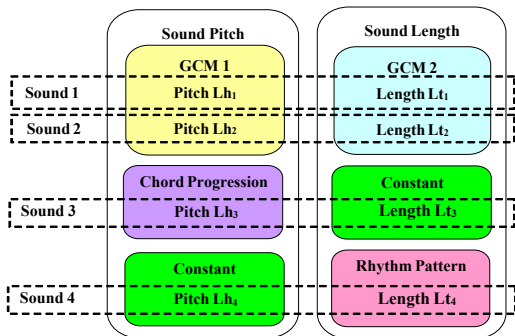 Sound Pitch Sound Length
GCM 1 GCM 2
Sound 1 Pitch Lh1 Length Lt1
Sound 2 Pitch Lh2 Length Lt2
Chord Progression Constant
Sound 3 Pitch Lh3 Length Lt3
Constant Rhythm Pattern
Sound 4 Pitch Lh4 Length Lt4